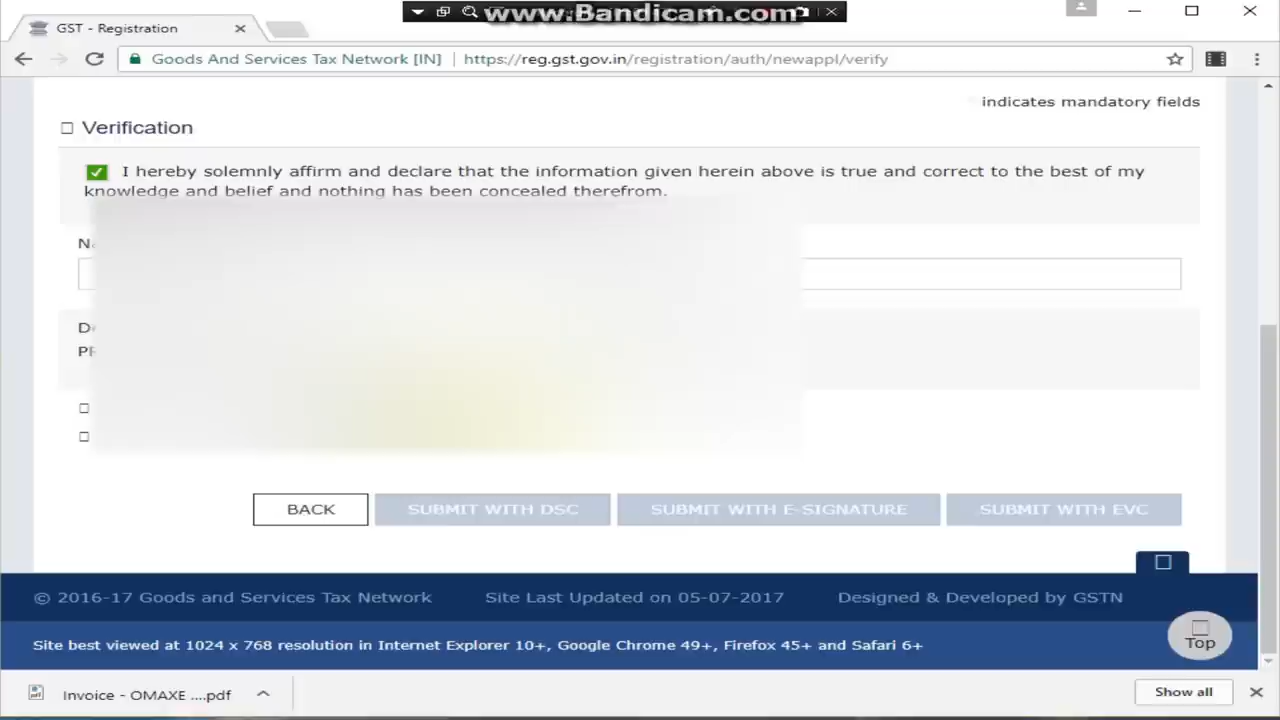 www.Bandicam.com
GST - Registration
Goods And Services Tax Network [IN] https://reg.gst.gov.in/registration/auth/newappl/verify
indicates mandatory fields
Verification
I hereby solemnly affirm and declare that the information given herein above is true and correct to the best of my
knowledge and belief and nothing has been concealed therefrom.
BACK SUBMIT WITH DSC SUBMIT WITH E-SIGNATURE SUBMIT WITH EVC
© 2016-17 Goods and Services Tax Network Site Last Updated on 05-07-2017 Designed & Developed by GSTN
Top
Site best viewed at 1024 x 768 resolution in Internet Explorer 10+, Google Chrome 49+, Firefox 45+ and Safari 6+
Invoice - OMAXE ....pdf Show all